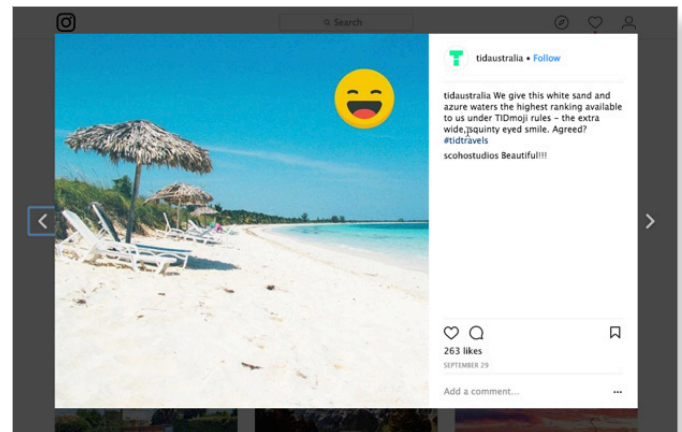 Search
tidaustralia • Follow
tidaustralia We give this white sand and
azure waters the highest ranking available
to us under TIDmoji rules – the extra
wide, squinty eyed smile. Agreed?
#tidtravels
scohostudios Beautiful!!!
263 likes
SEPTEMBER 29
Add a comment...